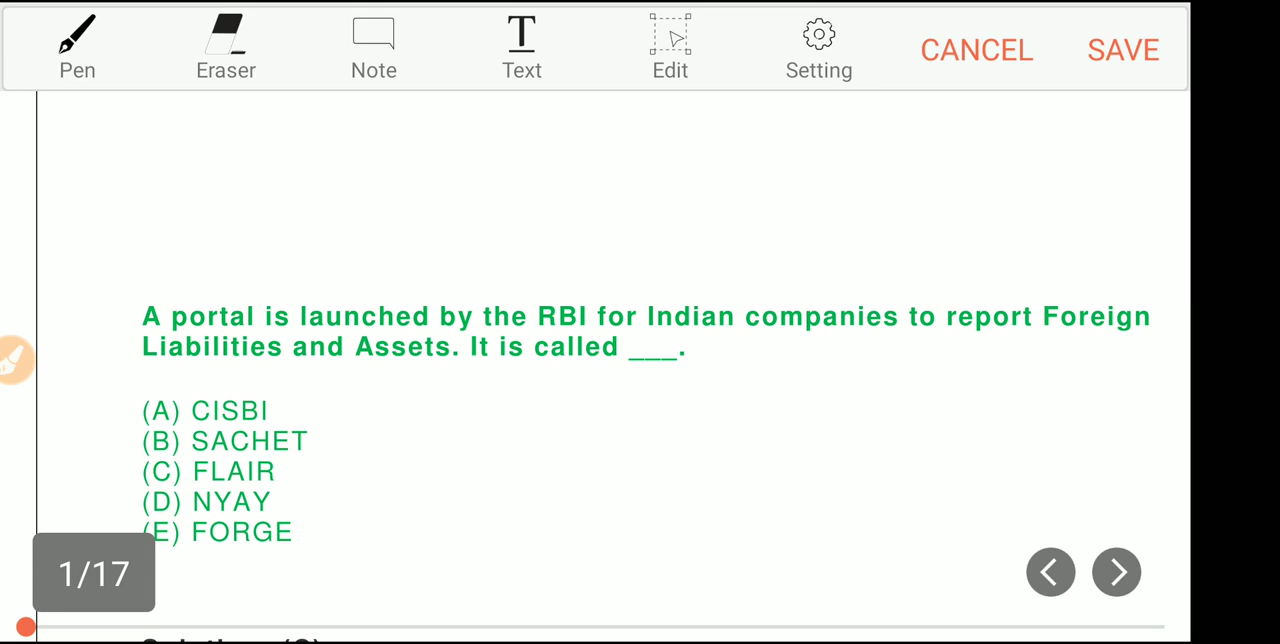 Pen
Eraser
Note
Text
Edit
Setting
CANCEL
SAVE
A portal is launched by the RBI for Indian companies to report Foreign
Liabilities and Assets. It is called ___.
(A) CISBI
(B) SACHET
(C) FLAIR
(D) NYAY
(E) FORGE
1/17